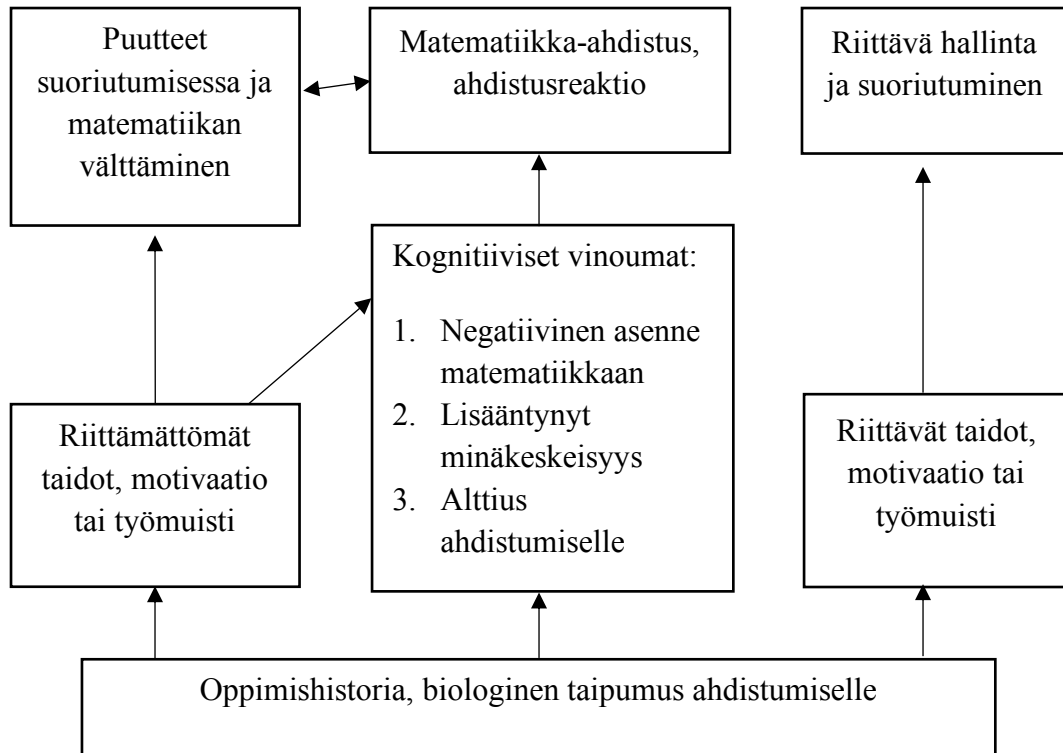 Puutteet
suoriutumisessa ja
matematiikan
välttäminen
Matematiikka-ahdistus,
ahdistusreaktio
Riittävä hallinta
ja suoriutuminen
Kognitiiviset vinoumat:
1. Negatiivinen asenne
matematiikkaan
2. Lisääntynyt
minäkeskeisyys
3. Alttius
ahdistumiselle
Riittämättömät
taidot, motivaatio
tai työmuisti
Riittävät taidot,
motivaatio tai
työmuisti
Oppimishistoria, biologinen taipumus ahdistumiselle